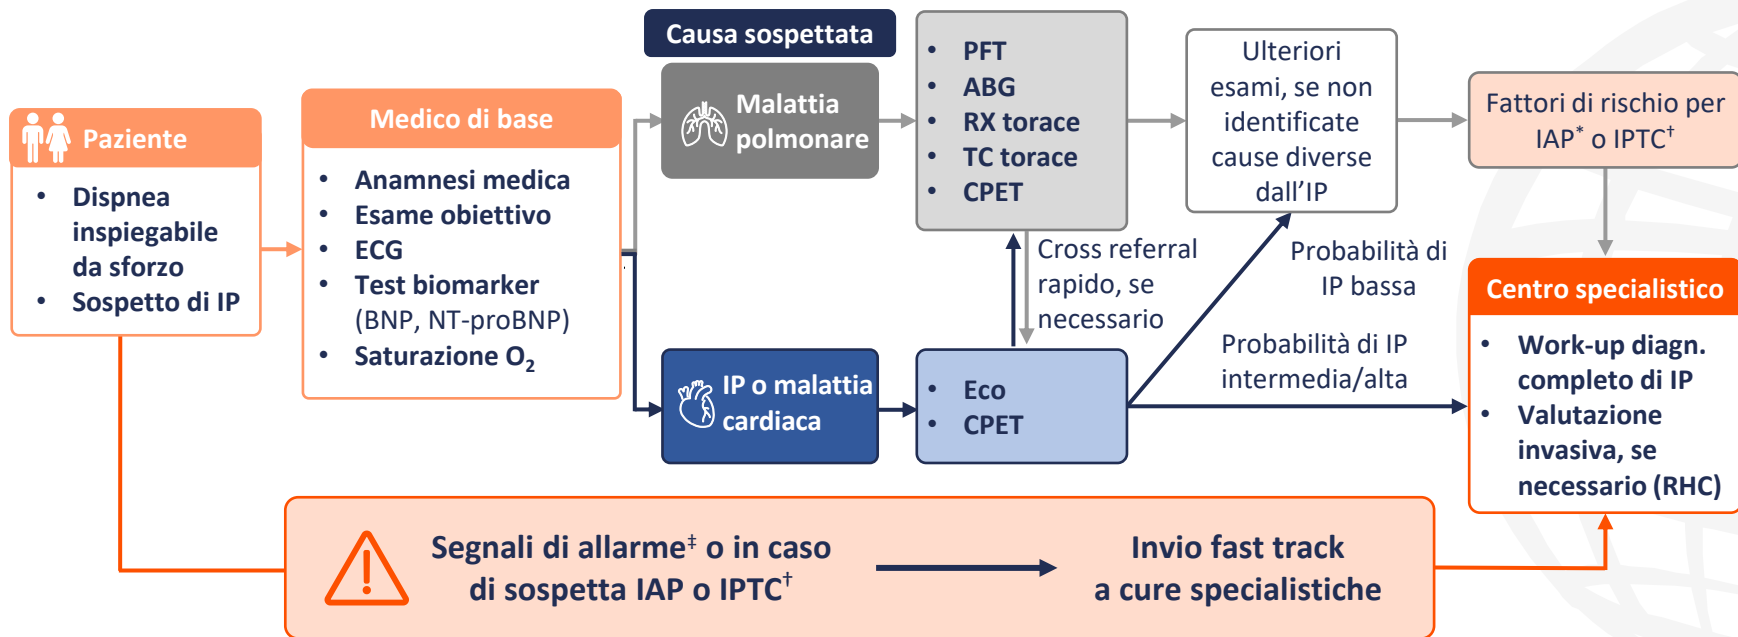 Paziente
• Dispnea
inspiegabile
da sforzo
• Sospetto di IP
Medico di base
• Anamnesi medica
• Esame obiettivo
• ECG
• Test biomarker
(BNP, NT-proBNP)
• Saturazione O₂
Causa sospettata
Malattia
polmonare
IP o malattia
cardiaca
• PFT
• ABG
• RX torace
• TC torace
• CPET
Cross referral
rapido, se
necessario
• Eco
• CPET
Ulteriori
esami, se non
identificate
cause diverse
dall'IP
Probabilità di
IP bassa
Probabilità di IP
intermedia/alta
Fattori di rischio per
IAP* o IPTC†
Centro specialistico
• Work-up diagn.
completo di IP
• Valutazione
invasiva, se
necessario (RHC)
Segnali di allarme‡ o in caso
di sospetta IAP o IPTC†
Invio fast track
a cure specialistiche